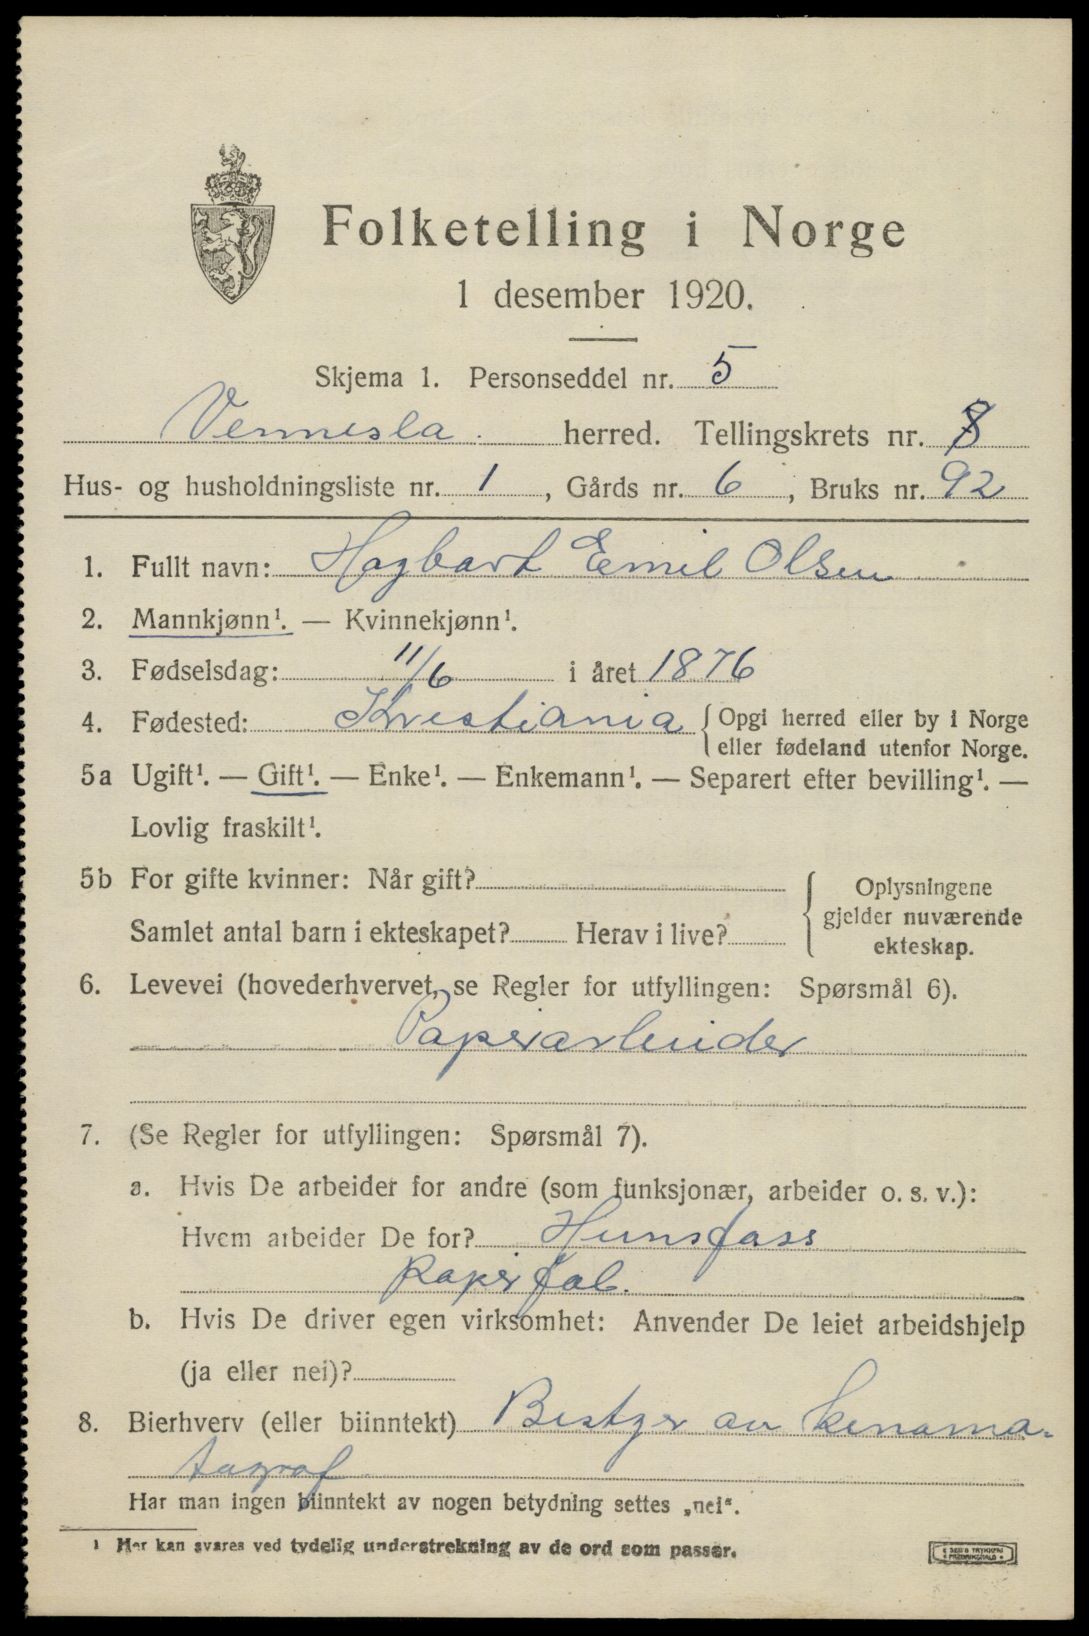 Folketelling i Norge
1 desember 1920.
Skjema 1. Personseddel nr. 5
Vennesla herred. Tellingskrets nr. 8
Hus- og husholdningsliste nr. 1, Gårds nr. 6, Bruks nr. 92
1. Fullt navn: Hagbart Emil Olsen
2. Mannkjønn¹. — Kvinnekjønn¹.
3. Fødselsdag: 11/6 i året 1876
4. Fødested: Kristiania {Opgi herred eller by i Norge
eller fødeland utenfor Norge.
5a Ugift¹. — Gift¹. — Enke¹. — Enkemann¹. — Separert efter bevilling¹. —
Lovlig fraskilt¹.
5b For gifte kvinner: Når gift?
Samlet antal barn i ekteskapet? Herav i live?
Oplysningene
gjelder nuværende
ekteskap.
6. Levevei (hovederhvervet, se Regler for utfyllingen: Spørsmål 6).
Papirarbeider
7. (Se Regler for utfyllingen: Spørsmål 7).
a. Hvis De arbeider for andre (som funksjonær, arbeider o. s. v.):
Hvem arbeider De for? Hunsfoss
Papirfab.
b. Hvis De driver egen virksomhet: Anvender De leiet arbeidshjelp
(ja eller nei)?
8. Bierhverv (eller biinntekt) Bestyer av kinama-
tagraf
Har man ingen biinntekt av nogen betydning settes „nei“.
¹ Her kan svares ved tydelig understrekning av de ord som passer.